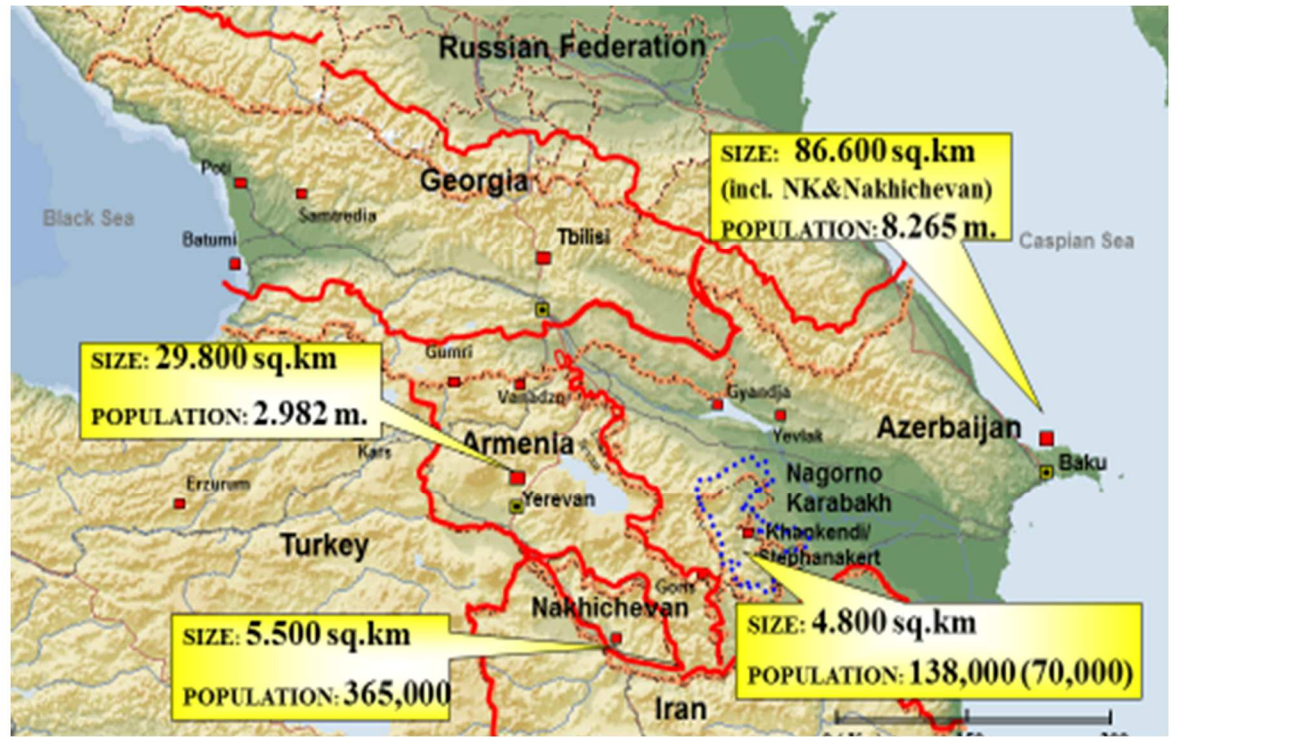 Russian Federation
SIZE: 86.600 sq.km
(incl. NK&Nakhichevan)
POPULATION: 8.265 m.
Poti
Georgia
Samtredia
Black Sea
Batumi
Tbilisi
Caspian Sea
SIZE: 29.800 sq.km
POPULATION: 2.982 m.
Gumri
Vanadzor
Gyandja
Yevlak
Azerbaijan
Armenia
Kars
Baku
Nagorno
Karabakh
Erzurum
Yerevan
Khankendi/
Stephanakert
Turkey
Goris
Nakhichevan
SIZE: 5.500 sq.km
POPULATION: 365,000
SIZE: 4.800 sq.km
POPULATION: 138,000 (70,000)
Iran